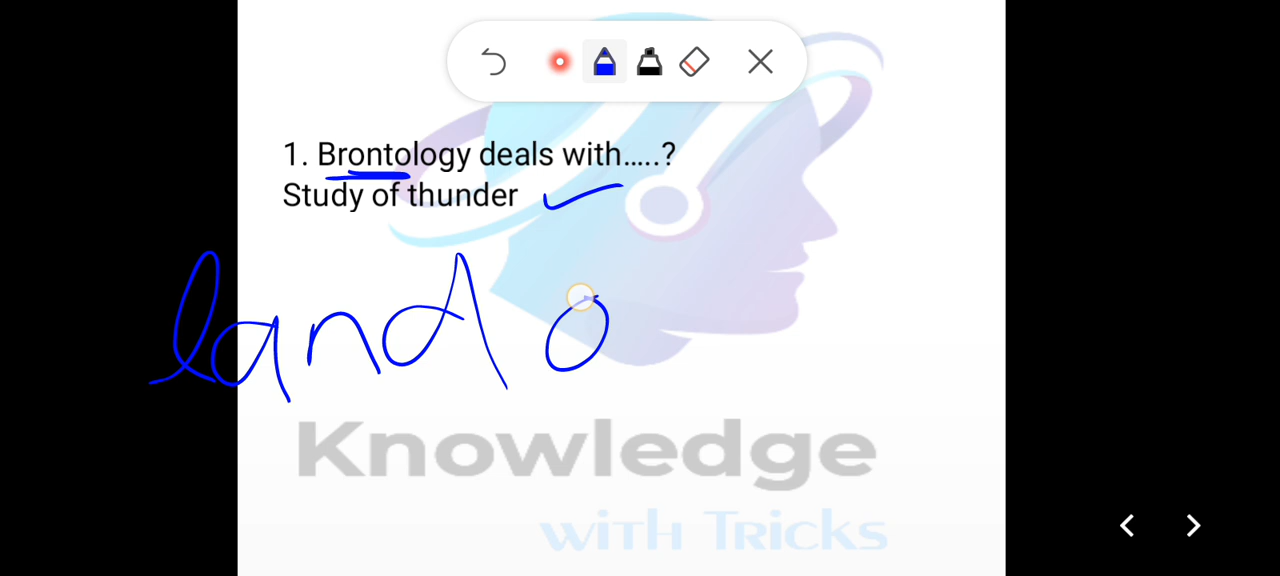 1. Brontology deals with.....?
Study of thunder
land o
Knowledge
with Tricks